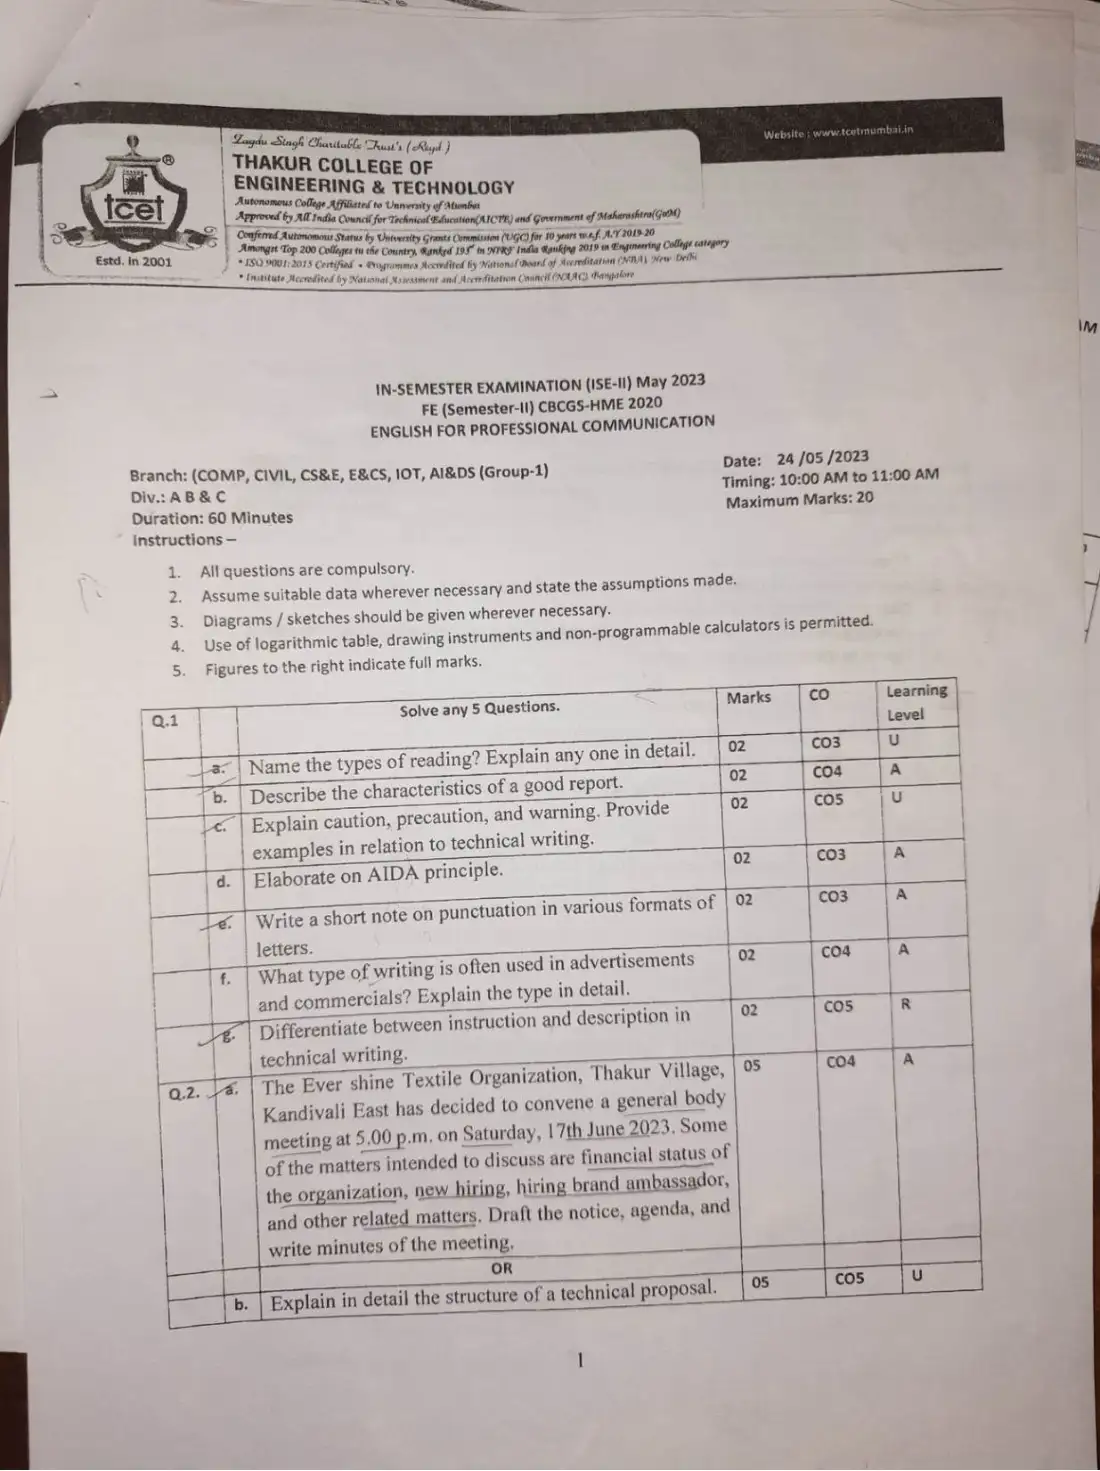 Website : www.tcetmumbai.in
Zagdu Singh Charitable Trust's (Regd.)
THAKUR COLLEGE OF
ENGINEERING & TECHNOLOGY
Autonomous College Affiliated to University of Mumbai
Approved by All India Council for Technical Education(AICTE) and Government of Maharashtra(GoM)
Conferred Autonomous Status by University Grants Commission (UGC) for 10 years w.e.f. A.Y 2019-20
Amongst Top 200 Colleges in the Country, Ranked 193rd in NIRF India Ranking 2019 in Engineering College category
• ISO 9001:2015 Certified • Programmes Accredited by National Board of Accreditation (NBA), New Delhi
• Institute Accredited by National Assessment and Accreditation Council (NAAC), Bangalore
®
tcet
Estd. in 2001
IN-SEMESTER EXAMINATION (ISE-II) May 2023
FE (Semester-II) CBCGS-HME 2020
ENGLISH FOR PROFESSIONAL COMMUNICATION
Branch: (COMP, CIVIL, CS&E, E&CS, IOT, AI&DS (Group-1)
Div.: A B & C
Duration: 60 Minutes
Instructions –
Date: 24 /05 /2023
Timing: 10:00 AM to 11:00 AM
Maximum Marks: 20
1. All questions are compulsory.
2. Assume suitable data wherever necessary and state the assumptions made.
3. Diagrams / sketches should be given wherever necessary.
4. Use of logarithmic table, drawing instruments and non-programmable calculators is permitted.
5. Figures to the right indicate full marks.
Q.1 Solve any 5 Questions. Marks CO Learning
Level
a. Name the types of reading? Explain any one in detail. 02 CO3 U
b. Describe the characteristics of a good report. 02 CO4 A
c. Explain caution, precaution, and warning. Provide 02 CO5 U
examples in relation to technical writing.
d. Elaborate on AIDA principle. 02 CO3 A
e. Write a short note on punctuation in various formats of 02 CO3 A
letters.
f. What type of writing is often used in advertisements 02 CO4 A
and commercials? Explain the type in detail.
g. Differentiate between instruction and description in 02 CO5 R
technical writing.
Q.2. a. The Ever shine Textile Organization, Thakur Village, 05 CO4 A
Kandivali East has decided to convene a general body
meeting at 5.00 p.m. on Saturday, 17th June 2023. Some
of the matters intended to discuss are financial status of
the organization, new hiring, hiring brand ambassador,
and other related matters. Draft the notice, agenda, and
write minutes of the meeting.
OR
b. Explain in detail the structure of a technical proposal. 05 CO5 U
1